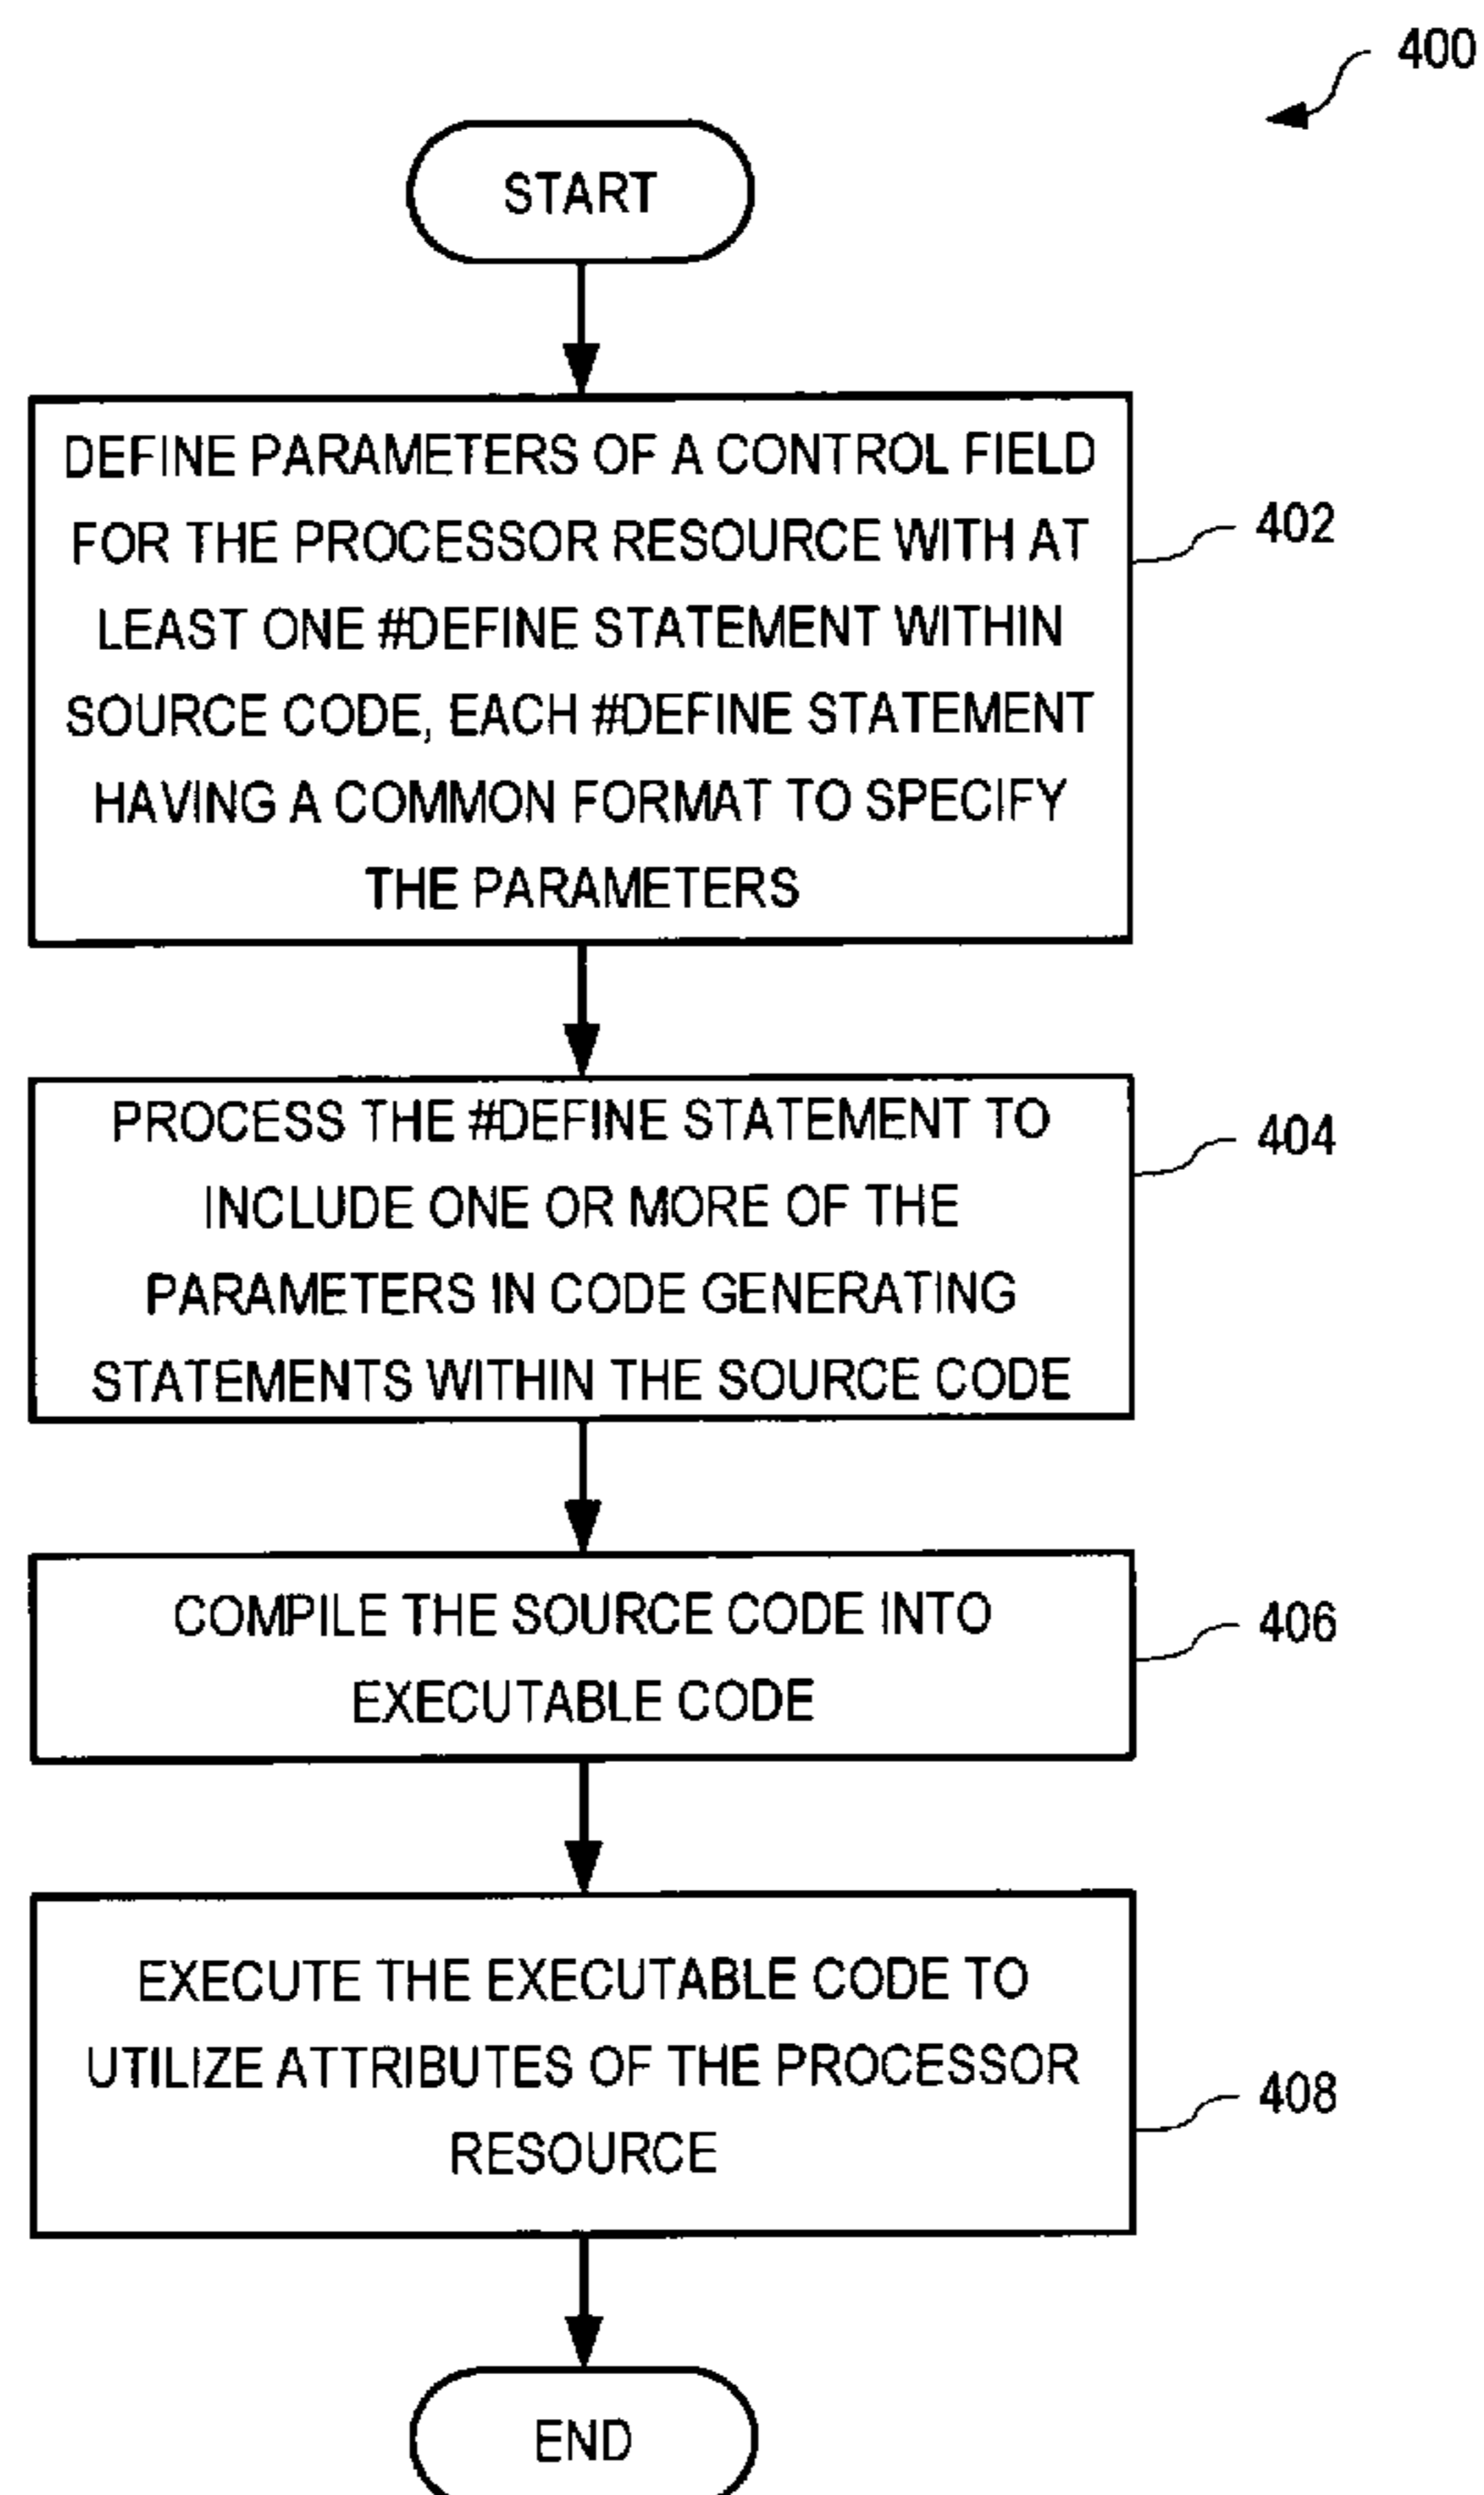 400
START
DEFINE PARAMETERS OF A CONTROL FIELD
FOR THE PROCESSOR RESOURCE WITH AT
LEAST ONE #DEFINE STATEMENT WITHIN
SOURCE CODE, EACH #DEFINE STATEMENT
HAVING A COMMON FORMAT TO SPECIFY
THE PARAMETERS
402
PROCESS THE #DEFINE STATEMENT TO
INCLUDE ONE OR MORE OF THE
PARAMETERS IN CODE GENERATING
STATEMENTS WITHIN THE SOURCE CODE
404
COMPILE THE SOURCE CODE INTO
EXECUTABLE CODE
406
EXECUTE THE EXECUTABLE CODE TO
UTILIZE ATTRIBUTES OF THE PROCESSOR
RESOURCE
408
END